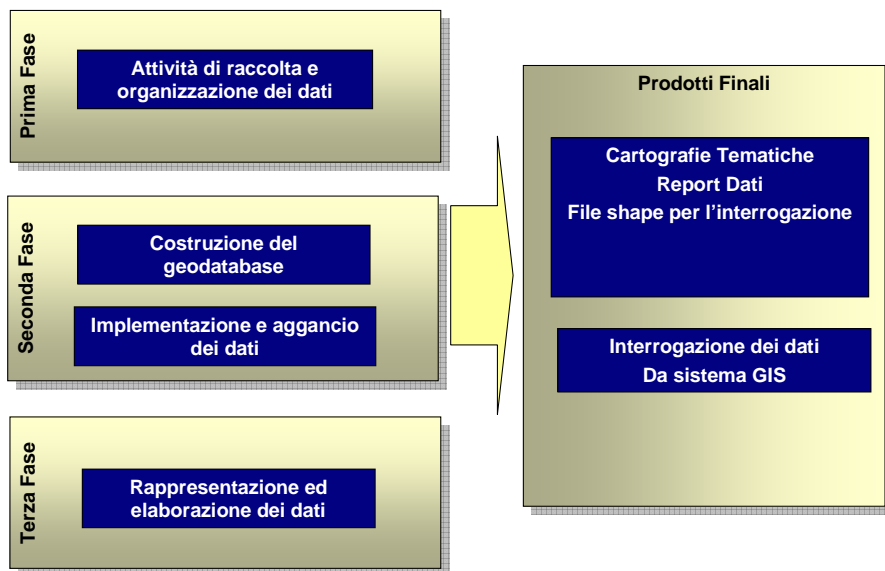 Prima Fase
Attività di raccolta e
organizzazione dei dati
Seconda Fase
Costruzione del
geodatabase
Implementazione e aggancio
dei dati
Terza Fase
Rappresentazione ed
elaborazione dei dati
Prodotti Finali
Cartografie Tematiche
Report Dati
File shape per l'interrogazione
Interrogazione dei dati
Da sistema GIS